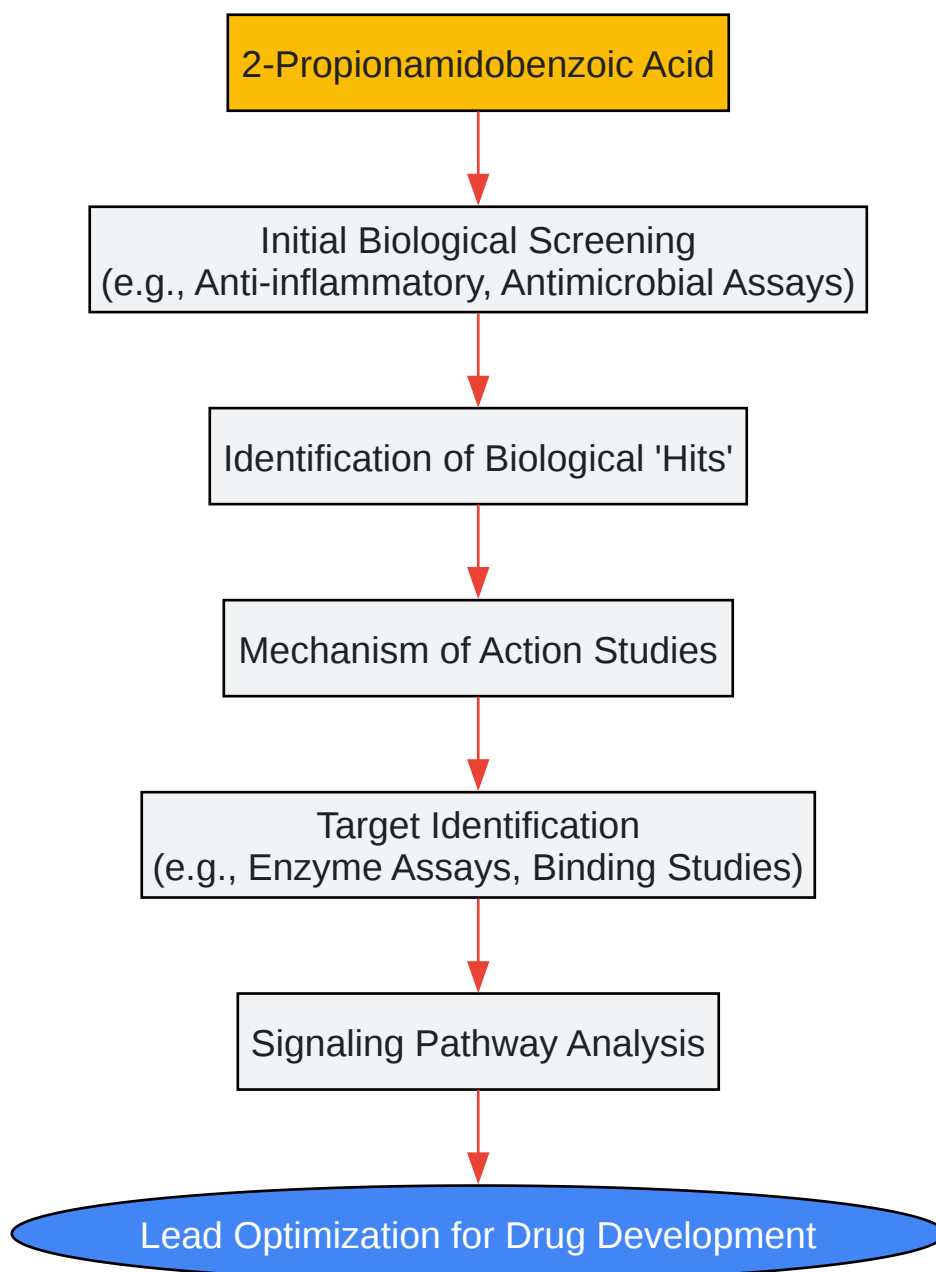 2-Propionamidobenzoic Acid
Initial Biological Screening
(e.g., Anti-inflammatory, Antimicrobial Assays)
Identification of Biological 'Hits'
Mechanism of Action Studies
Target Identification
(e.g., Enzyme Assays, Binding Studies)
Signaling Pathway Analysis
Lead Optimization for Drug Development